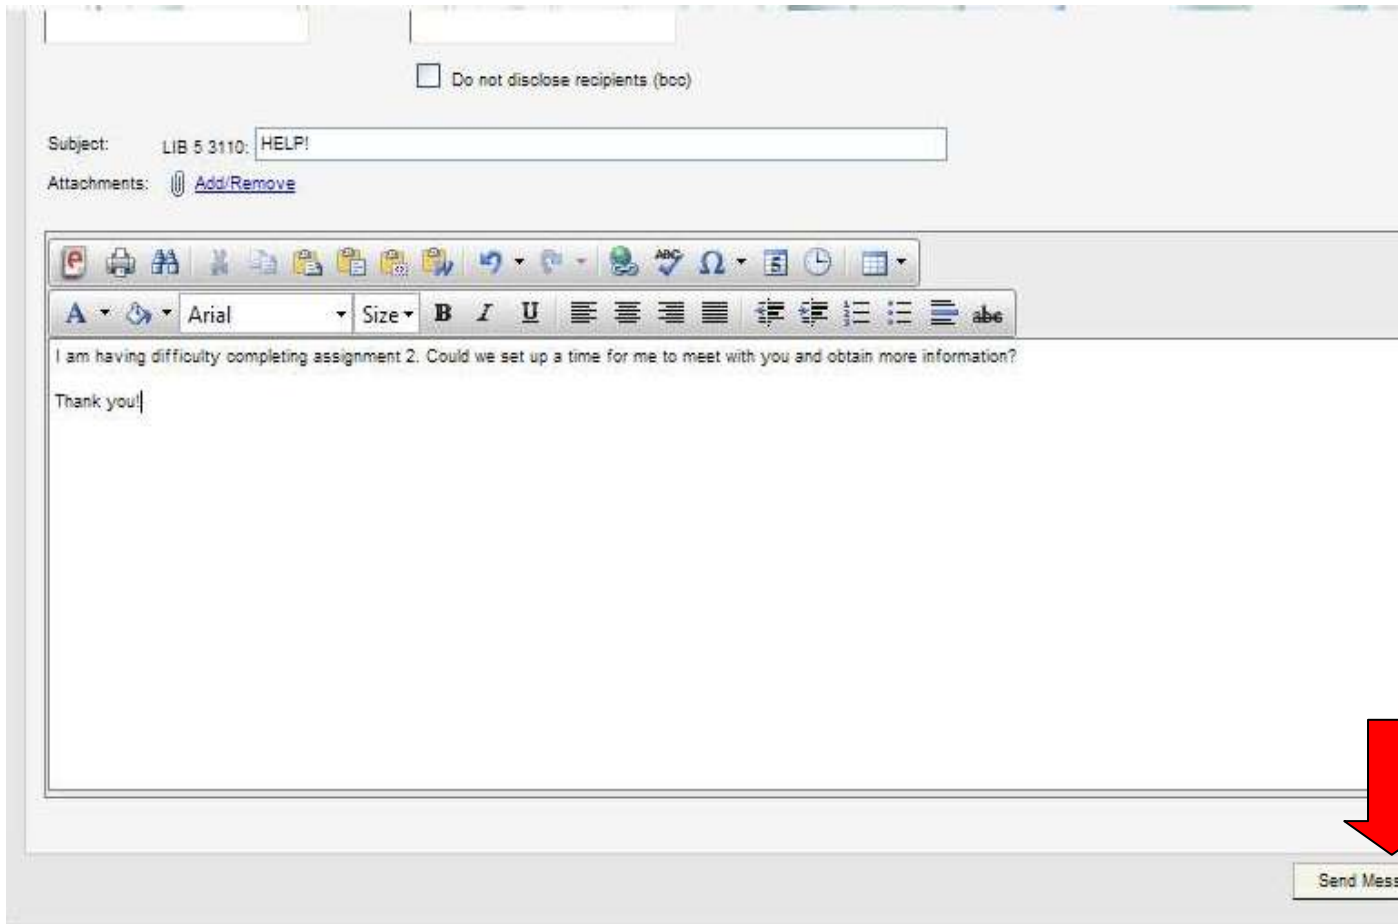 Do not disclose recipients (bcc)
Subject: LIB 5 3110: HELP!
Attachments: Add/Remove
Arial Size B I U abc
I am having difficulty completing assignment 2. Could we set up a time for me to meet with you and obtain more information?
Thank you!
Send Mess